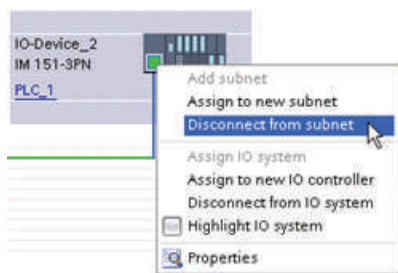 IO-Device_2
IM 151-3PN
PLC_1
Add subnet
Assign to new subnet
Disconnect from subnet
Assign IO system
Assign to new IO controller
Disconnect from IO system
Highlight IO system
Properties